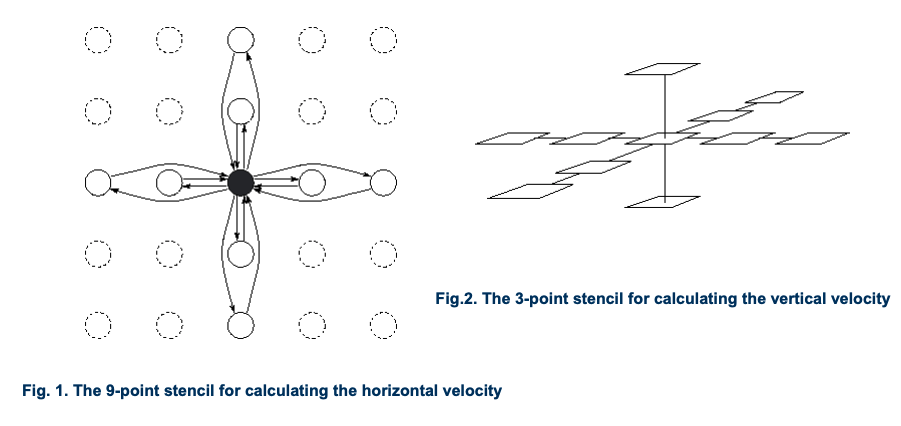 Fig.2. The 3-point stencil for calculating the vertical velocity
Fig. 1. The 9-point stencil for calculating the horizontal velocity